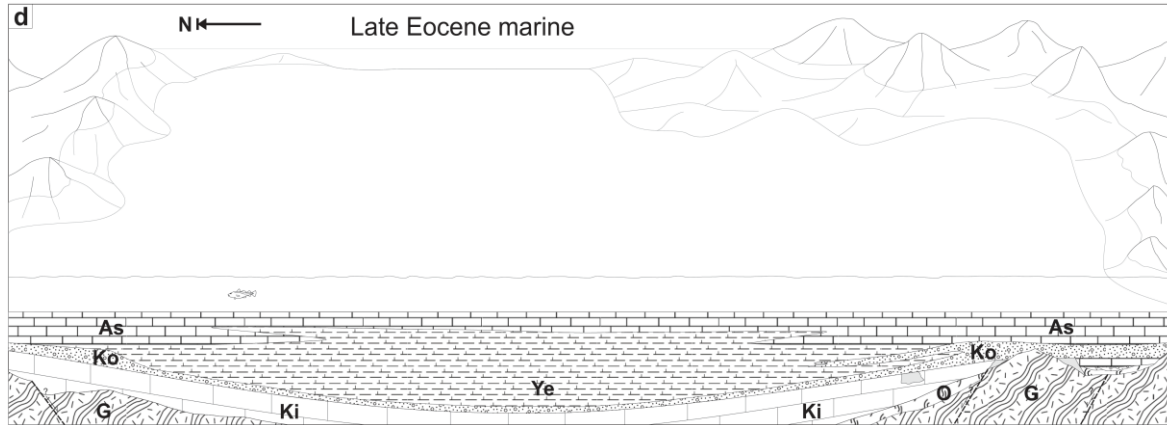 d
N
Late Eocene marine
As
As
Ko
Ko
Ye
G
Ki
Ki
O
G
?